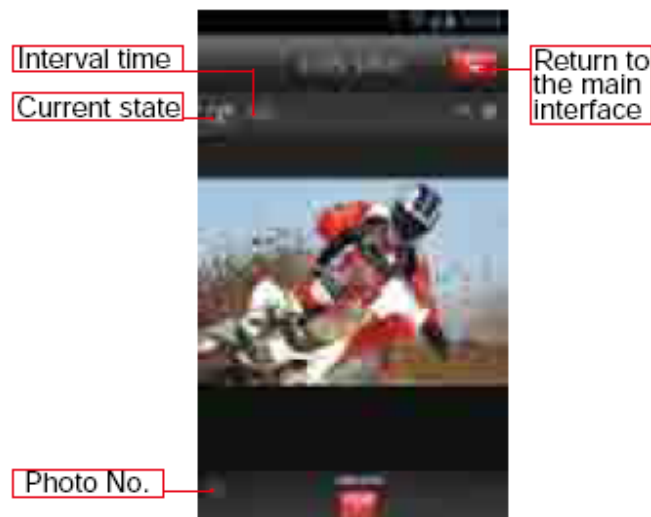 Interval time
Current state
Return to
the main
interface
Photo No.